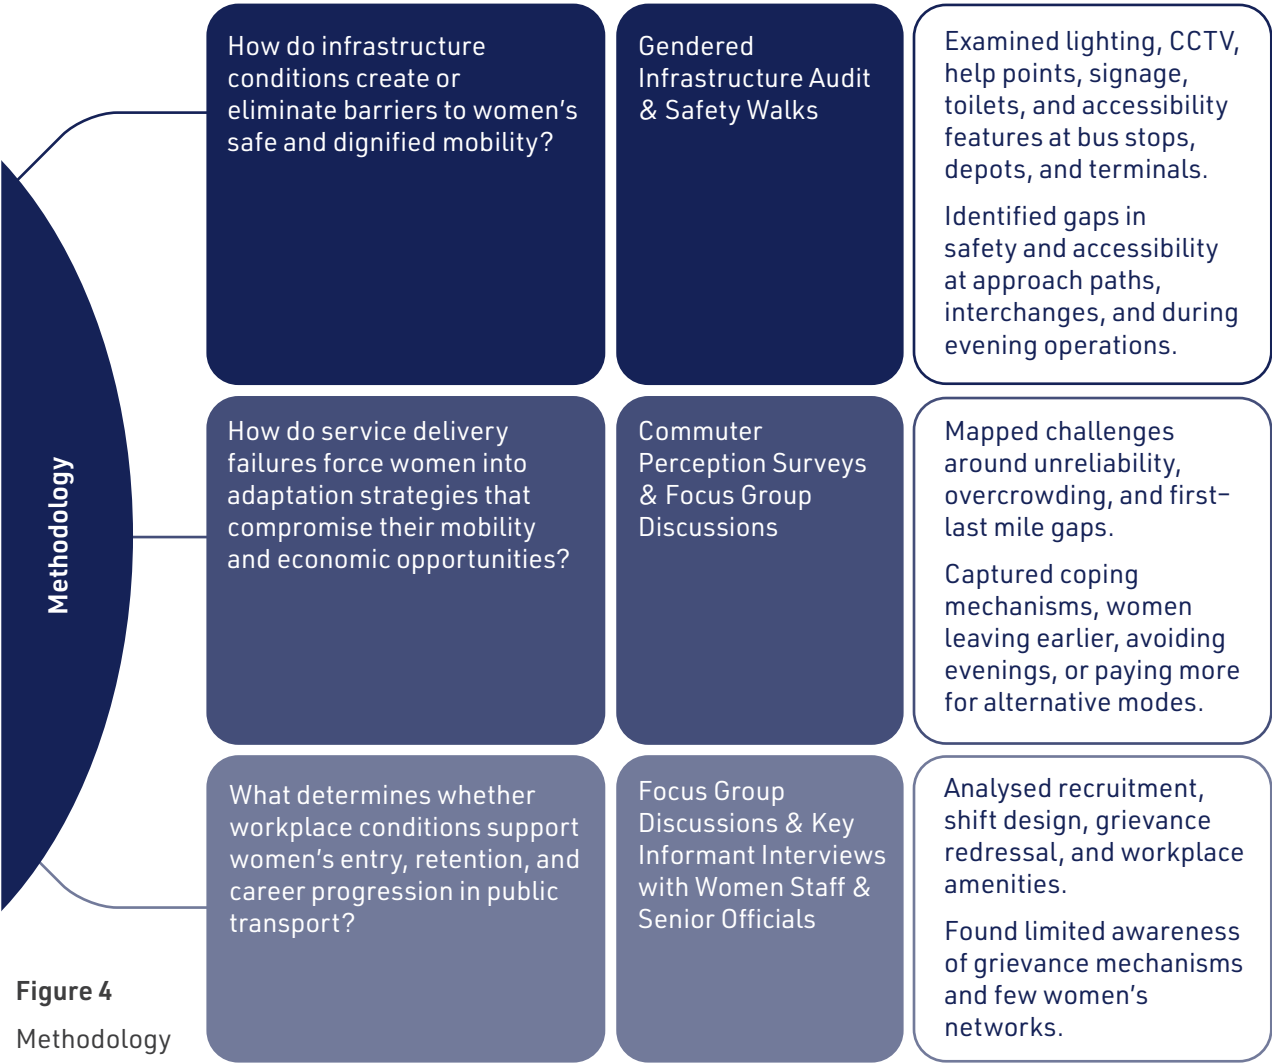 Methodology
How do infrastructure
conditions create or
eliminate barriers to women’s
safe and dignified mobility?
Gendered
Infrastructure Audit
& Safety Walks
Examined lighting, CCTV,
help points, signage,
toilets, and accessibility
features at bus stops,
depots, and terminals.
Identified gaps in
safety and accessibility
at approach paths,
interchanges, and during
evening operations.
How do service delivery
failures force women into
adaptation strategies that
compromise their mobility
and economic opportunities?
Commuter
Perception Surveys
& Focus Group
Discussions
Mapped challenges
around unreliability,
overcrowding, and first–
last mile gaps.
Captured coping
mechanisms, women
leaving earlier, avoiding
evenings, or paying more
for alternative modes.
What determines whether
workplace conditions support
women’s entry, retention, and
career progression in public
transport?
Focus Group
Discussions & Key
Informant Interviews
with Women Staff &
Senior Officials
Analysed recruitment,
shift design, grievance
redressal, and workplace
amenities.
Found limited awareness
of grievance mechanisms
and few women’s
networks.
Figure 4
Methodology